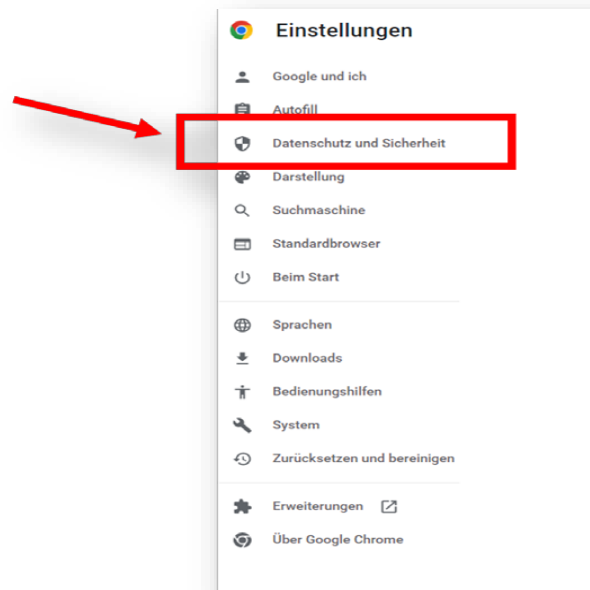 Einstellungen
Google und ich
Autofill
Datenschutz und Sicherheit
Darstellung
Suchmaschine
Standardbrowser
Beim Start
Sprachen
Downloads
Bedienungshilfen
System
Zurücksetzen und bereinigen
Erweiterungen
Über Google Chrome